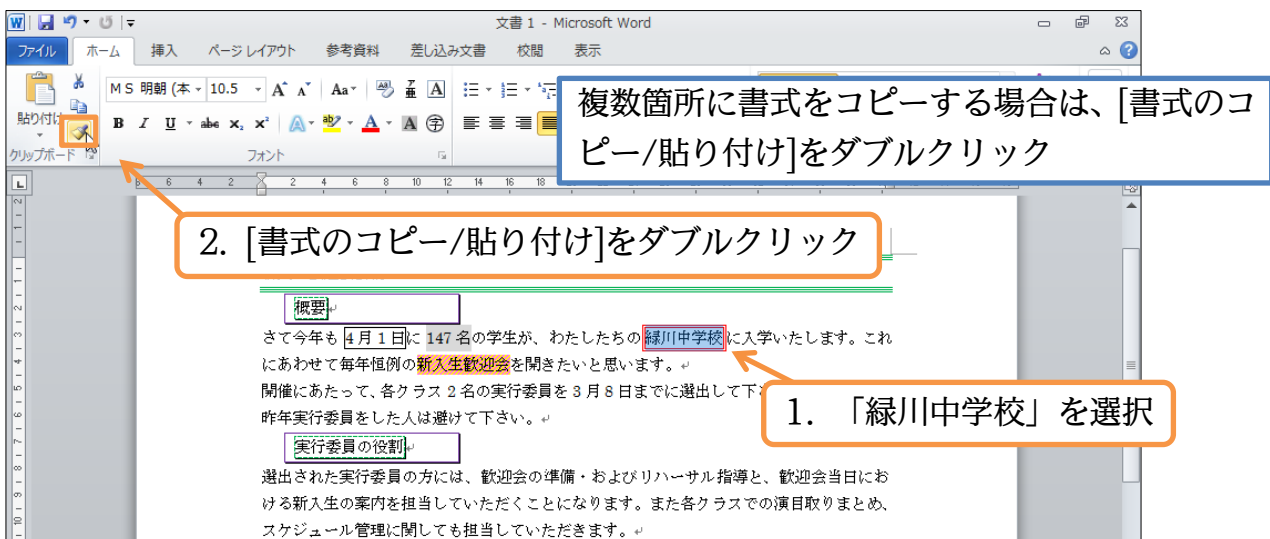 文書 1 - Microsoft Word
ファイル ホーム 挿入 ページ レイアウト 参考資料 差し込み文書 校閲 表示
貼り付け
クリップボード
MS 明朝 (本 10.5
フォント
複数箇所に書式をコピーする場合は、[書式のコ
ピー/貼り付け]をダブルクリック
8 6 4 2 2 4 6 8 10 12 14 16 18
2. [書式のコピー/貼り付け]をダブルクリック
概要
さて今年も 4月1日に 147 名の学生が、わたしたちの緑川中学校に入学いたします。これ
にあわせて毎年恒例の新入生歓迎会を開きたいと思います。
開催にあたって、各クラス 2 名の実行委員を 3 月 8 日までに選出して下
昨年実行委員をした人は避けて下さい。
1. 「緑川中学校」を選択
実行委員の役割
選出された実行委員の方には、歓迎会の準備・およびリハーサル指導と、歓迎会当日にお
ける新入生の案内を担当していただくことになります。また各クラスでの演目取りまとめ、
スケジュール管理に関しても担当していただきます。